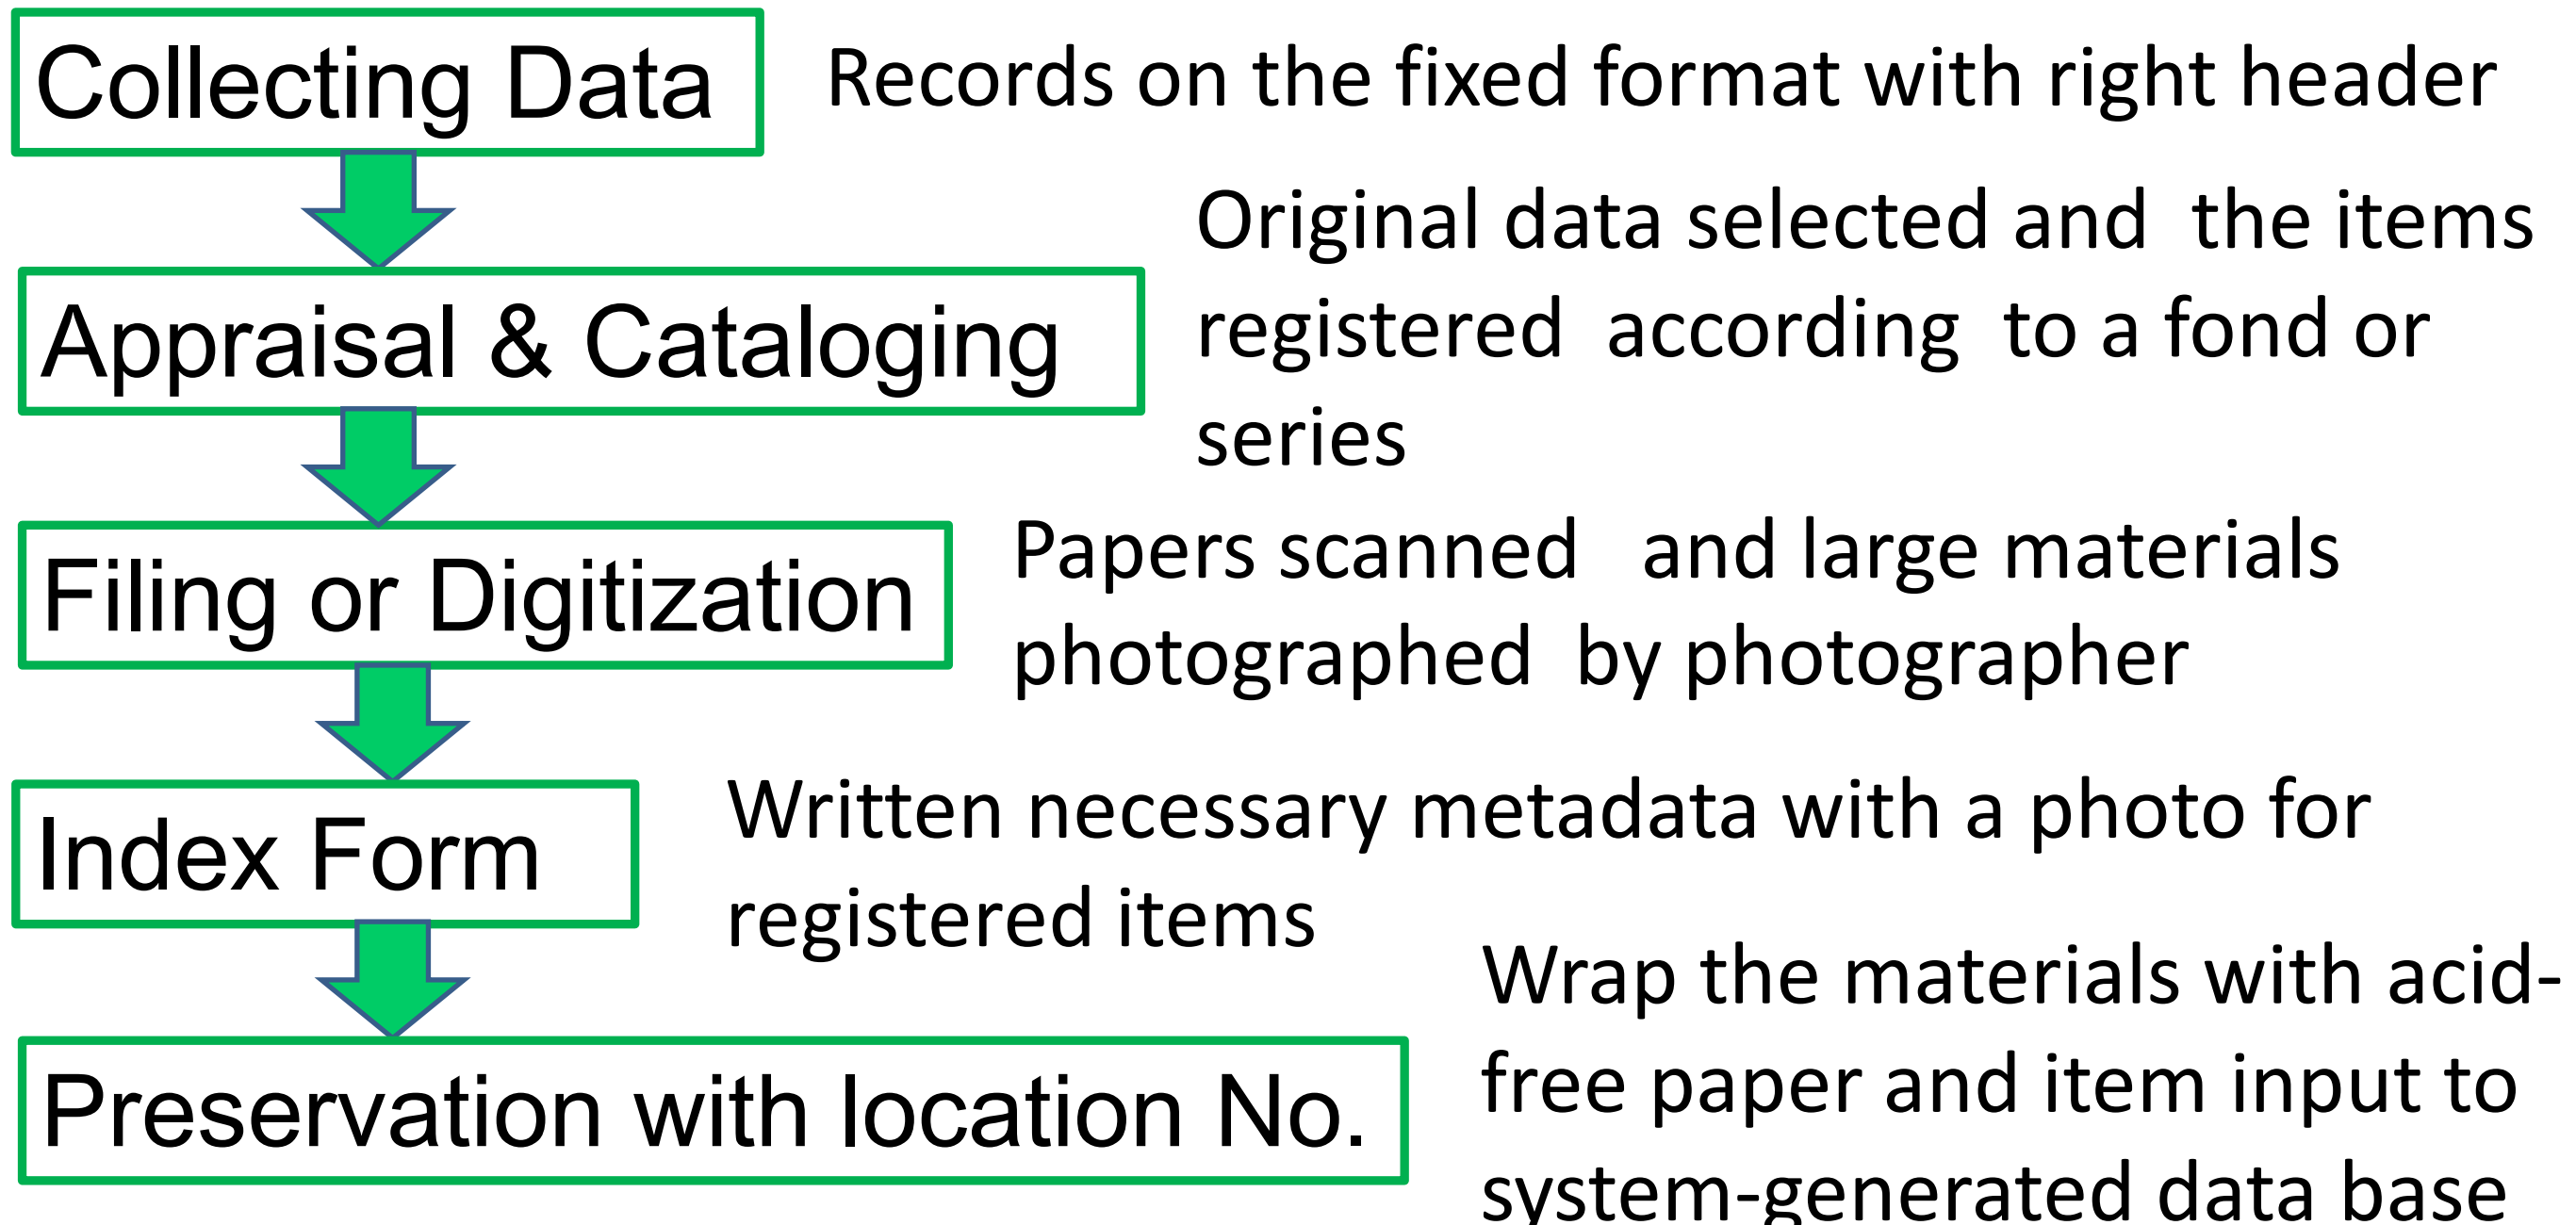 Collecting Data
Records on the fixed format with right header
Appraisal & Cataloging
Original data selected and the items
registered according to a fond or
series
Filing or Digitization
Papers scanned and large materials
photographed by photographer
Index Form
Written necessary metadata with a photo for
registered items
Preservation with location No.
Wrap the materials with acid-
free paper and item input to
system-generated data base